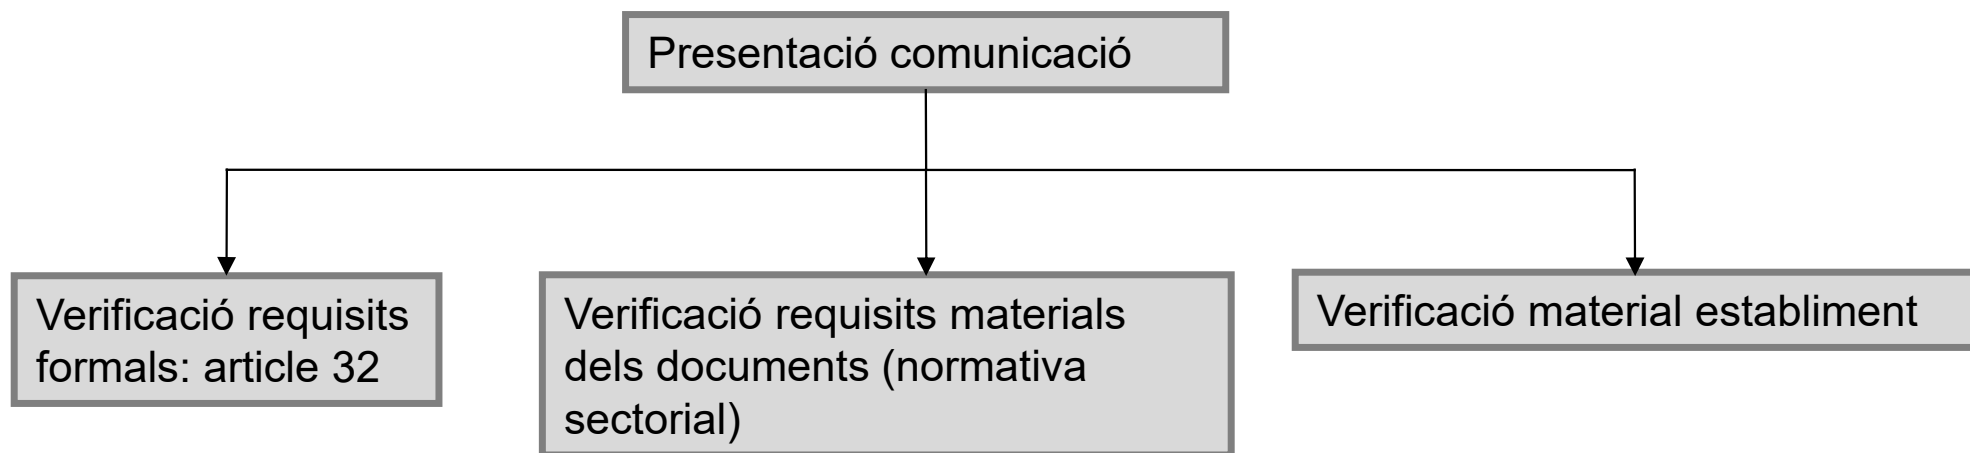 Presentació comunicació
Verificació requisits
formals: article 32
Verificació requisits materials
dels documents (normativa
sectorial)
Verificació material establiment